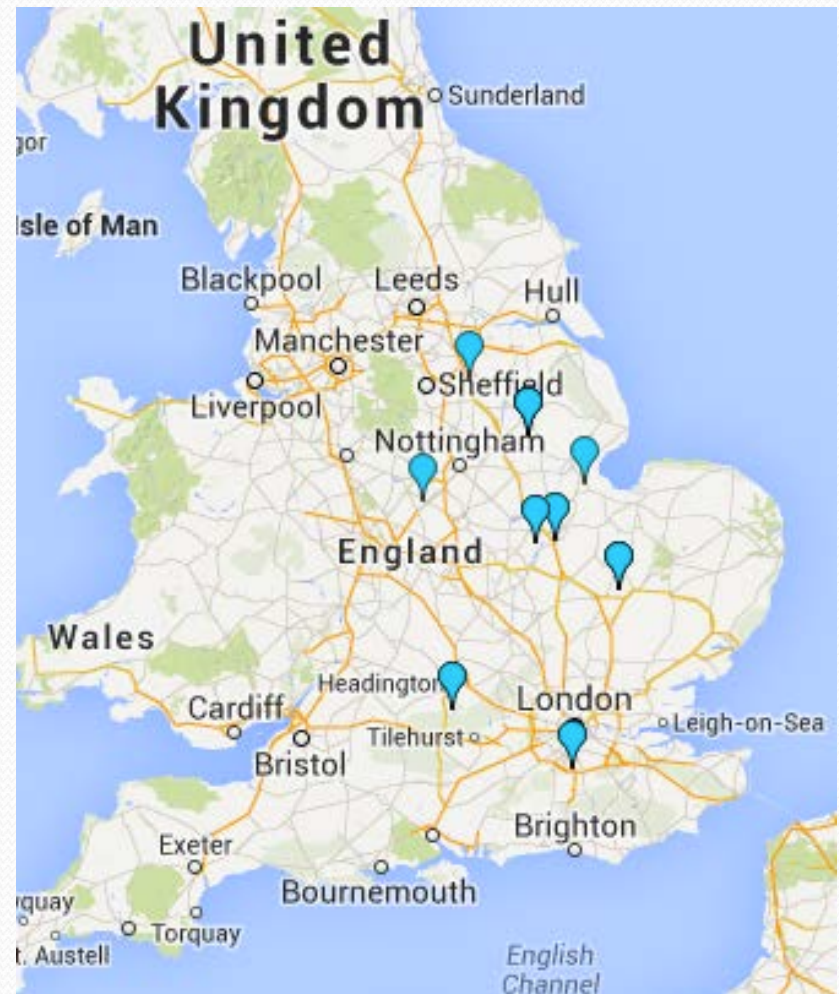 United
Kingdom
Sunderland
gor
Isle of Man
Blackpool
Leeds
Hull
Manchester
Sheffield
Liverpool
Nottingham
England
Wales
Headington
London
Cardiff
Tilehurst
Leigh-on-Sea
Bristol
Brighton
Exeter
Bournemouth
vquay
Torquay
t. Austell
English
Channel